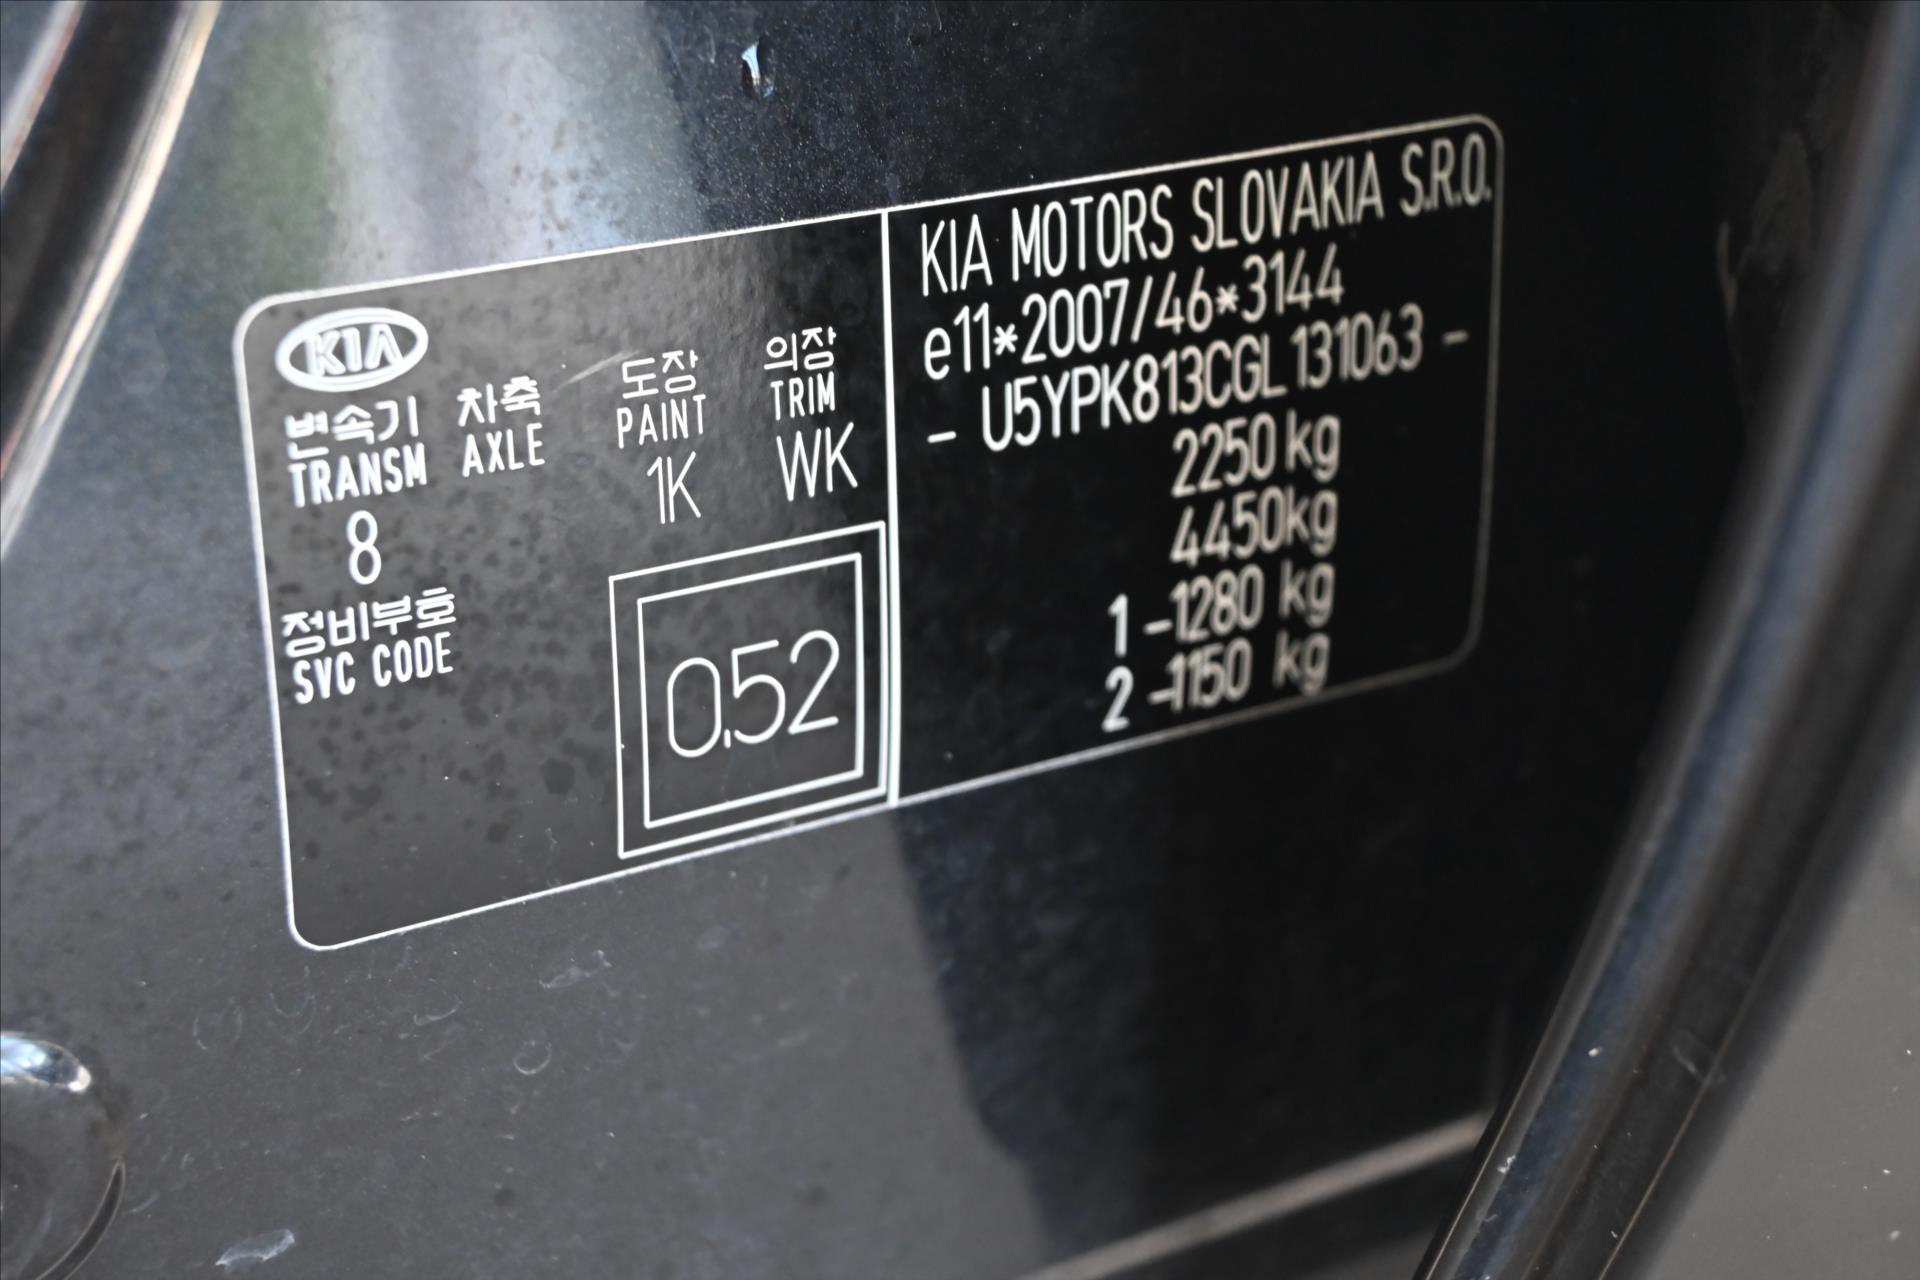 KIA
변속기 차축 도장 의장
TRANSM AXLE PAINT TRIM
8 1K WK
정비부호
SVC CODE
0.52
KIA MOTORS SLOVAKIA S.R.O.
e11*2007/46*3144
- U5YPK813CGL131063 -
2250 kg
4450kg
1 -1280 kg
2 -1150 kg